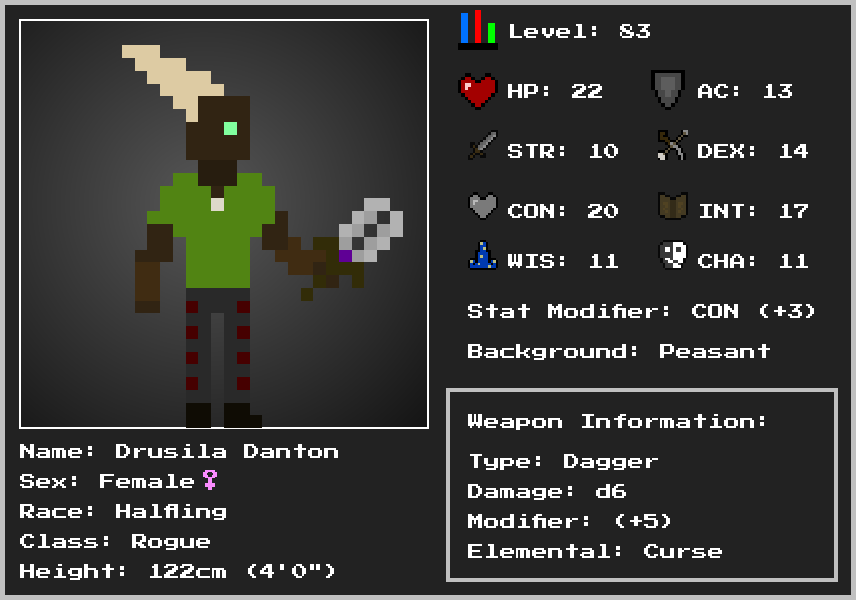 Level: 83
HP: 22
AC: 13
STR: 10
DEX: 14
CON: 20
INT: 17
WIS: 11
CHA: 11
Stat Modifier: CON (+3)
Background: Peasant
Weapon Information:
Type: Dagger
Damage: d6
Modifier: (+5)
Elemental: Curse
Name: Drusila Danton
Sex: Female♀
Race: Halfling
Class: Rogue
Height: 122cm (4'0")